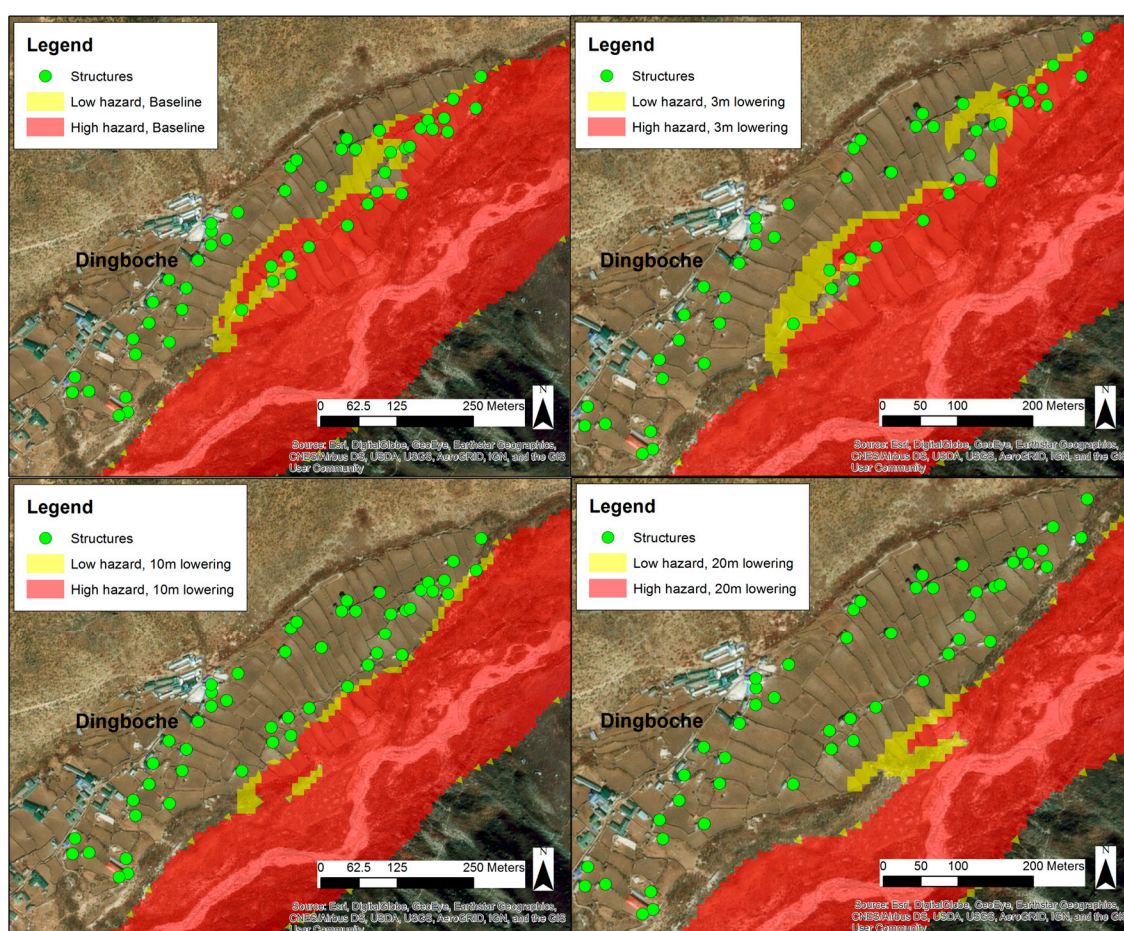 Legend
Structures
Low hazard, Baseline
High hazard, Baseline
Dingboche
N
0 62.5 125 250 Meters
Source: Esri, DigitalGlobe, GeoEye, Earthstar Geographics,
CNES/Airbus DS, USDA, USGS, AeroGRID, IGN, and the GIS
User Community
Legend
Structures
Low hazard, 3m lowering
High hazard, 3m lowering
Dingboche
N
0 50 100 200 Meters
Source: Esri, DigitalGlobe, GeoEye, Earthstar Geographics,
CNES/Airbus DS, USDA, USGS, AeroGRID, IGN, and the GIS
User Community
Legend
Structures
Low hazard, 10m lowering
High hazard, 10m lowering
Dingboche
N
0 62.5 125 250 Meters
Source: Esri, DigitalGlobe, GeoEye, Earthstar Geographics,
CNES/Airbus DS, USDA, USGS, AeroGRID, IGN, and the GIS
User Community
Legend
Structures
Low hazard, 20m lowering
High hazard, 20m lowering
Dingboche
N
0 50 100 200 Meters
Source: Esri, DigitalGlobe, GeoEye, Earthstar Geographics,
CNES/Airbus DS, USDA, USGS, AeroGRID, IGN, and the GIS
User Community